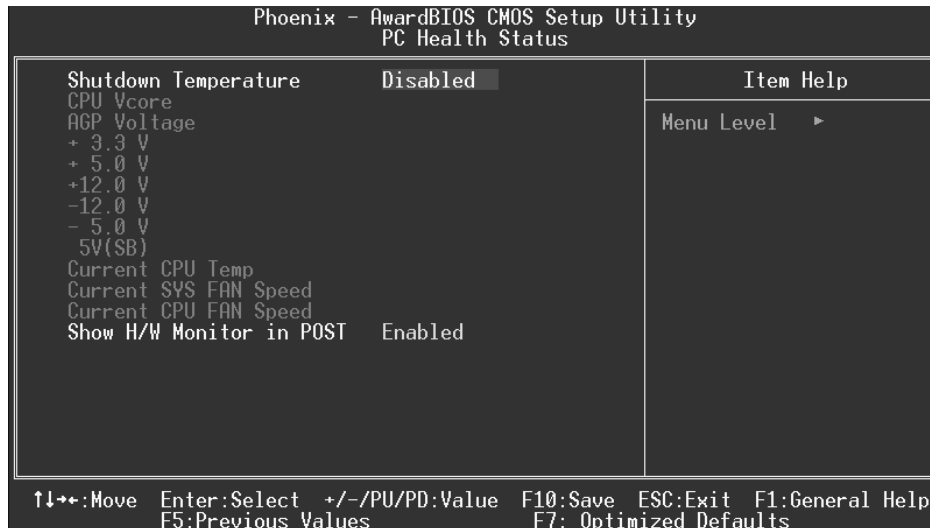 Phoenix - AwardBIOS CMOS Setup Utility
PC Health Status
Shutdown Temperature Disabled
CPU Vcore
AGP Voltage
+ 3.3 V
+ 5.0 V
+12.0 V
-12.0 V
- 5.0 V
5V(SB)
Current CPU Temp
Current SYS FAN Speed
Current CPU FAN Speed
Show H/W Monitor in POST Enabled
Item Help
Menu Level ►
↑↓→←:Move Enter:Select +/-/PU/PD:Value F10:Save ESC:Exit F1:General Help
F5:Previous Values F7: Optimized Defaults